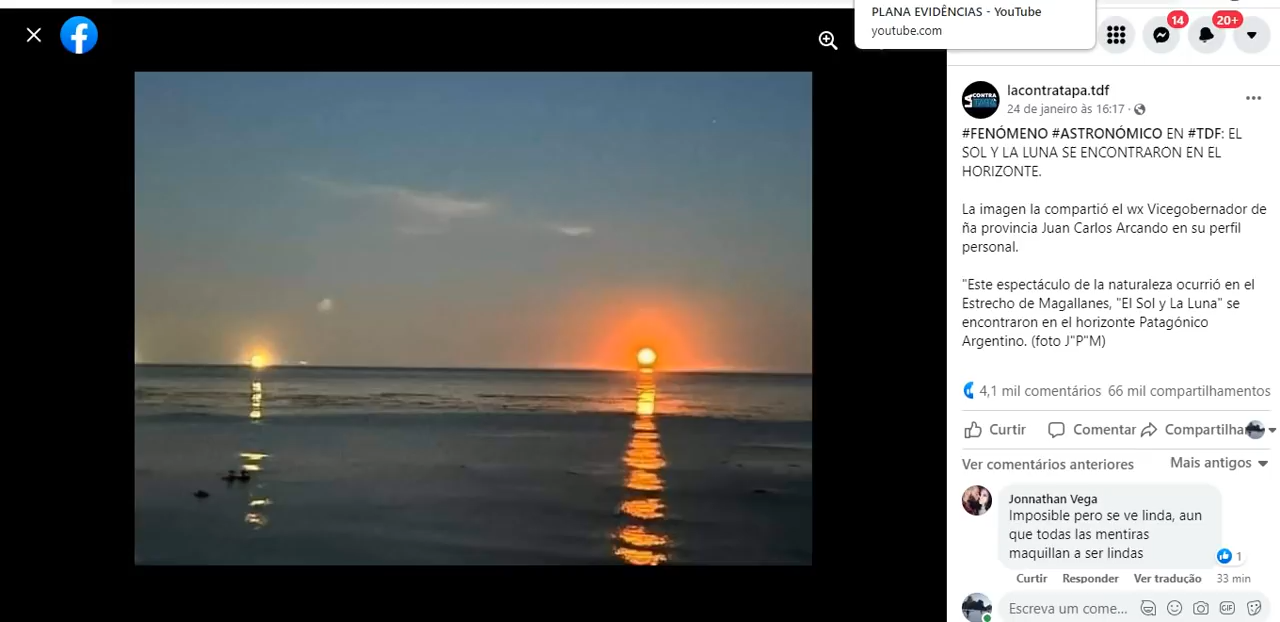 PLANA EVIDÊNCIAS - YouTube
youtube.com
14
20+
lacontratapa.tdf
24 de janeiro às 16:17 ·
#FENÓMENO #ASTRONÓMICO EN #TDF: EL
SOL Y LA LUNA SE ENCONTRARON EN EL
HORIZONTE.
La imagen la compartió el wx Vicegobernador de
ña provincia Juan Carlos Arcando en su perfil
personal.
"Este espectáculo de la naturaleza ocurrió en el
Estrecho de Magallanes, "El Sol y La Luna" se
encontraron en el horizonte Patagónico
Argentino. (foto J"P"M)
4,1 mil comentários 66 mil compartilhamentos
Curtir Comentar Compartilhar
Ver comentários anteriores Mais antigos
Jonnathan Vega
Imposible pero se ve linda, aun
que todas las mentiras
maquillan a ser lindas
1
Curtir Responder Ver tradução 33 min
Escreva um come... GIF